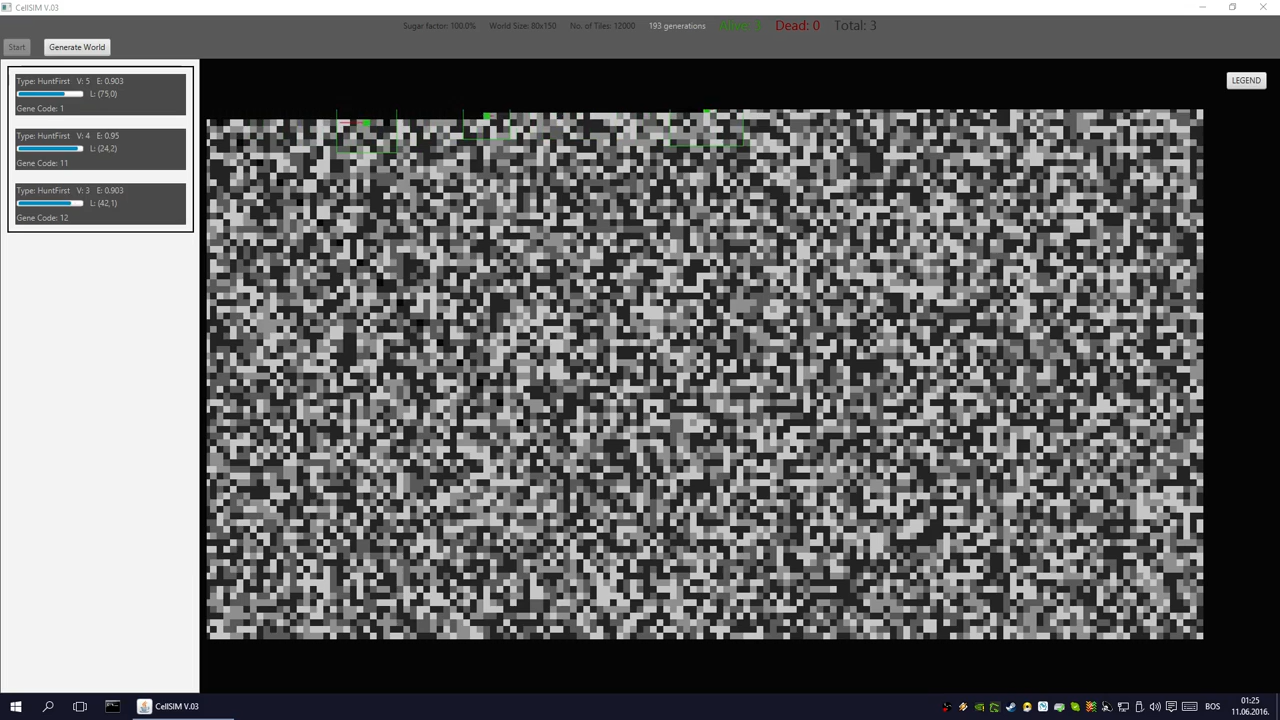 CellSIM V.03
Sugar factor: 100.0% World Size: 80x150 No. of Tiles: 12000 193 generations Alive: 3 Dead: 0 Total: 3
Start Generate World
LEGEND
Type: HuntFirst V: 5 E: 0.903
L: (75,0)
Gene Code: 1
Type: HuntFirst V: 4 E: 0.95
L: (24,2)
Gene Code: 11
Type: HuntFirst V: 3 E: 0.903
L: (42,1)
Gene Code: 12
CellSIM V.03
BOS
01:25
11.06.2016.